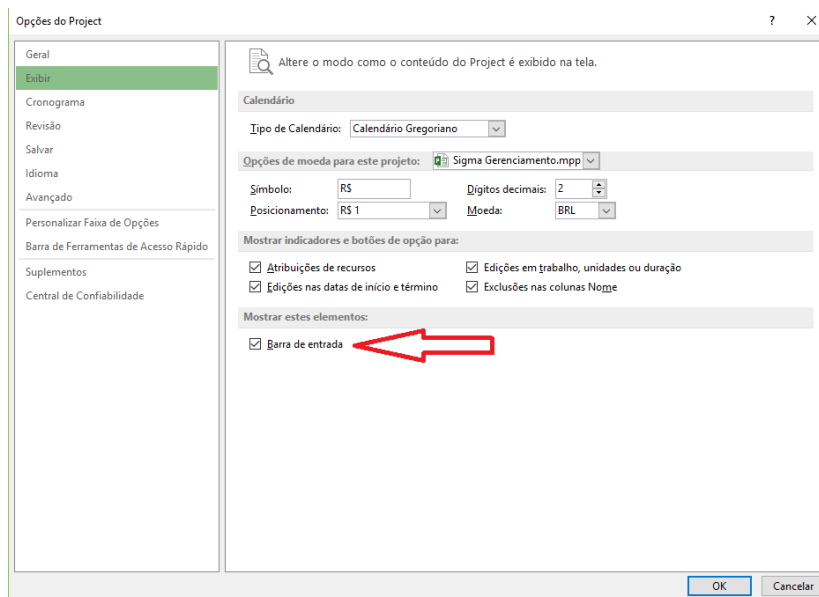 Opções do Project
?
Geral
Exibir
Cronograma
Revisão
Salvar
Idioma
Avançado
Personalizar Faixa de Opções
Barra de Ferramentas de Acesso Rápido
Suplementos
Central de Confiabilidade
Altere o modo como o conteúdo do Project é exibido na tela.
Calendário
Tipo de Calendário: Calendário Gregoriano
Opções de moeda para este projeto: Sigma Gerenciamento.mpp
Símbolo: R$ Dígitos decimais: 2
Posicionamento: R$ 1 Moeda: BRL
Mostrar indicadores e botões de opção para:
Atribuições de recursos Edições em trabalho, unidades ou duração
Edições nas datas de início e término Exclusões nas colunas Nome
Mostrar estes elementos:
Barra de entrada
OK Cancelar